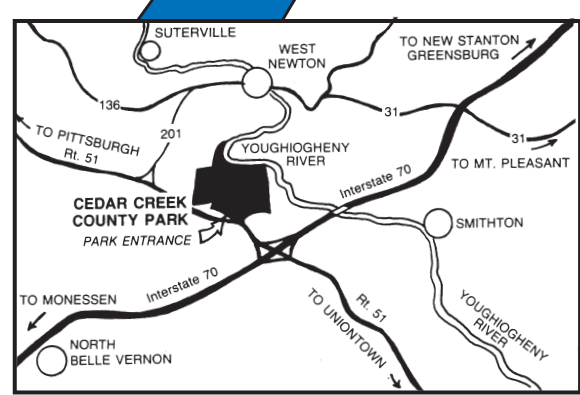 SUTERVILLE
WEST
NEWTON
TO NEW STANTON
GREENSBURG
136
31
201
31
TO PITTSBURGH
Rt. 51
YOUGHIOGHENY
RIVER
TO MT. PLEASANT
Interstate 70
CEDAR CREEK
COUNTY PARK
PARK ENTRANCE
SMITHTON
Interstate 70
TO MONESSEN
TO UNIONTOWN
Rt. 51
YOUGHIOGHENY
RIVER
NORTH
BELLE VERNON